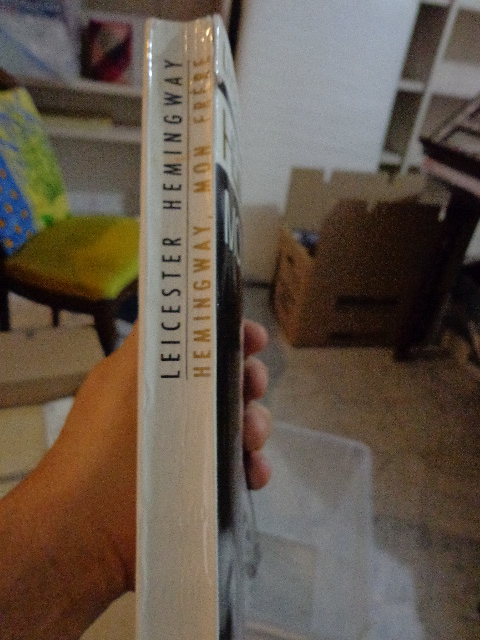 LEICESTER HEMINGWAY
HEMINGWAY, MON FRÈRE